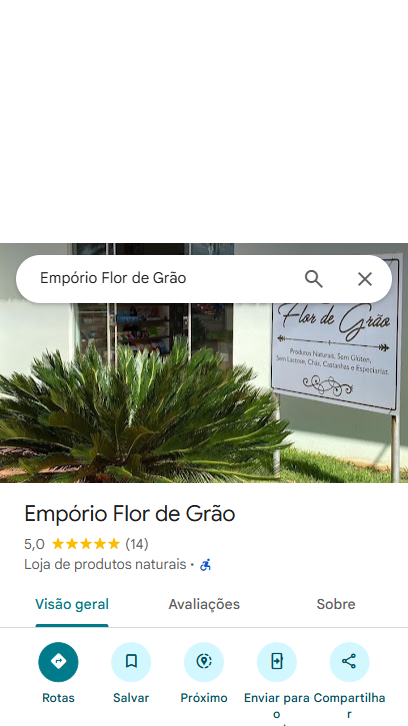 Empório Flor de Grão
Flor de Grão
Produtos Naturais, Sem Glúten,
Sem Lactose, Chás, Castanhas e Especiarias.
Empório Flor de Grão
5,0 ★★★★★ (14)
Loja de produtos naturais ·
Visão geral
Avaliações
Sobre
Rotas
Salvar
Próximo
Enviar para
o
Compartilha
r